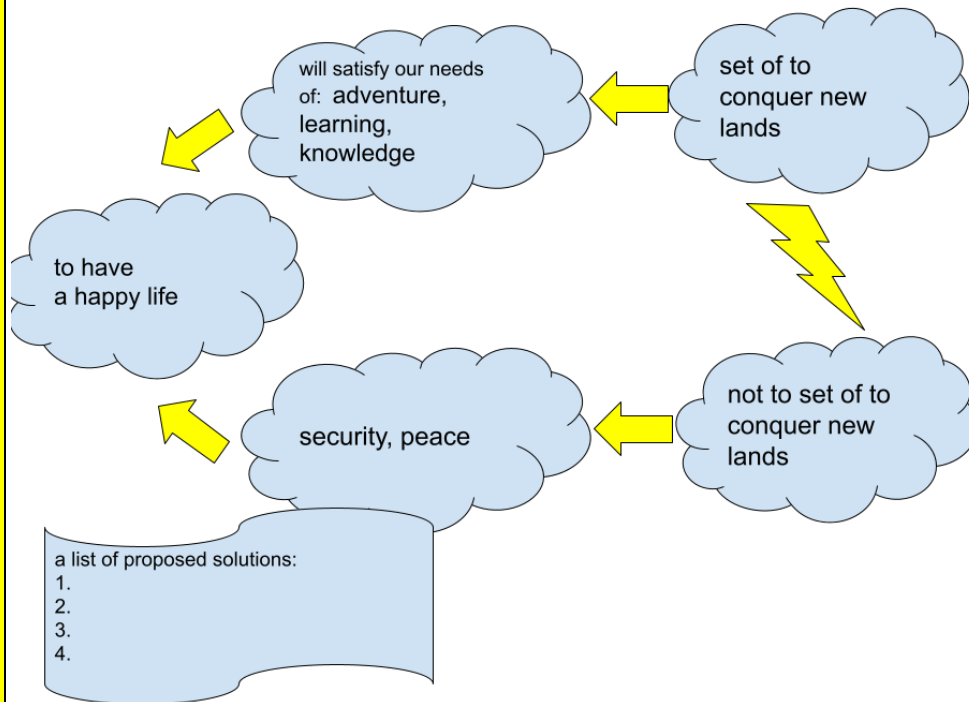 will satisfy our needs
of: adventure,
learning,
knowledge
set of to
conquer new
lands
to have
a happy life
security, peace
not to set of to
conquer new
lands
a list of proposed solutions:
1.
2.
3.
4.